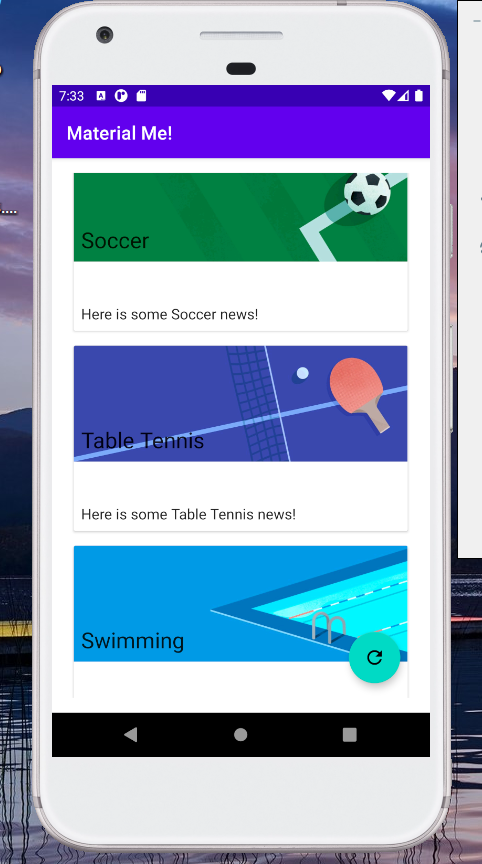 7:33
Material Me!
Soccer
Here is some Soccer news!
Table Tennis
Here is some Table Tennis news!
Swimming